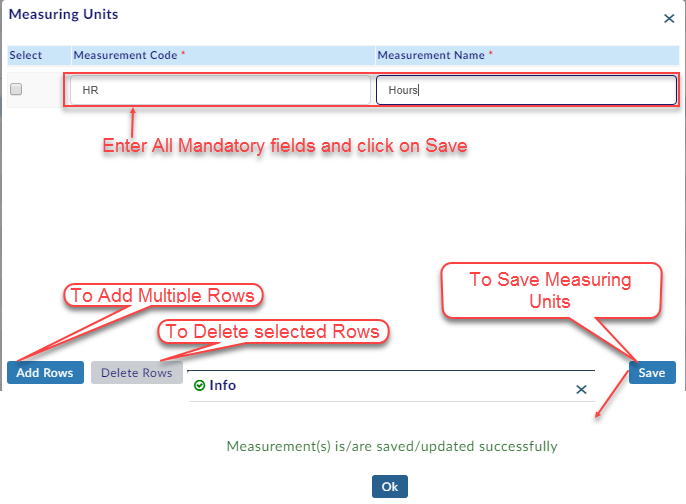 Measuring Units
Select Measurement Code * Measurement Name *
HR Hours
Enter All Mandatory fields and click on Save
To Save Measuring
Units
To Add Multiple Rows
To Delete selected Rows
Add Rows Delete Rows Save
Info
Measurement(s) is/are saved/updated successfully
Ok